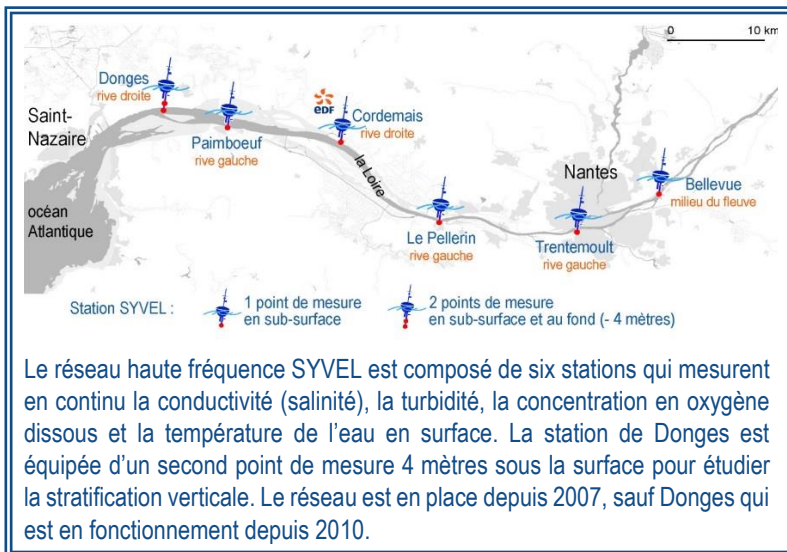 0 10 km
Donges
rive droite
Saint-
Nazaire
Paimboeuf
rive gauche
eDF
Cordemais
rive droite
la Loire
Nantes
Bellevue
milieu du fleuve
océan
Atlantique
Le Pellerin
rive gauche
Trentemoult
rive gauche
Station SYVEL :
1 point de mesure
en sub-surface
2 points de mesure
en sub-surface et au fond (- 4 mètres)
Le réseau haute fréquence SYVEL est composé de six stations qui mesurent
en continu la conductivité (salinité), la turbidité, la concentration en oxygène
dissous et la température de l'eau en surface. La station de Donges est
équipée d'un second point de mesure 4 mètres sous la surface pour étudier
la stratification verticale. Le réseau est en place depuis 2007, sauf Donges qui
est en fonctionnement depuis 2010.